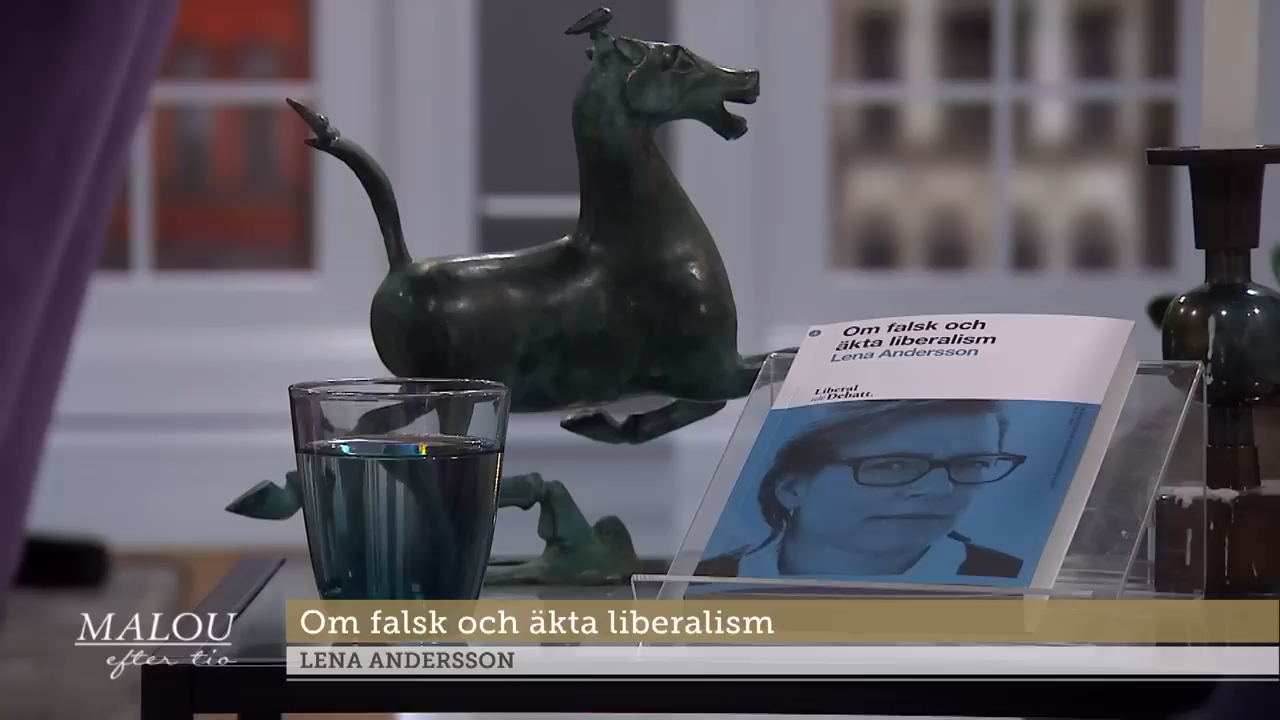 Om falsk och
äkta liberalism
Lena Andersson
Liberal
ide Debatt.
MALOU
efter tio
Om falsk och äkta liberalism
LENA ANDERSSON